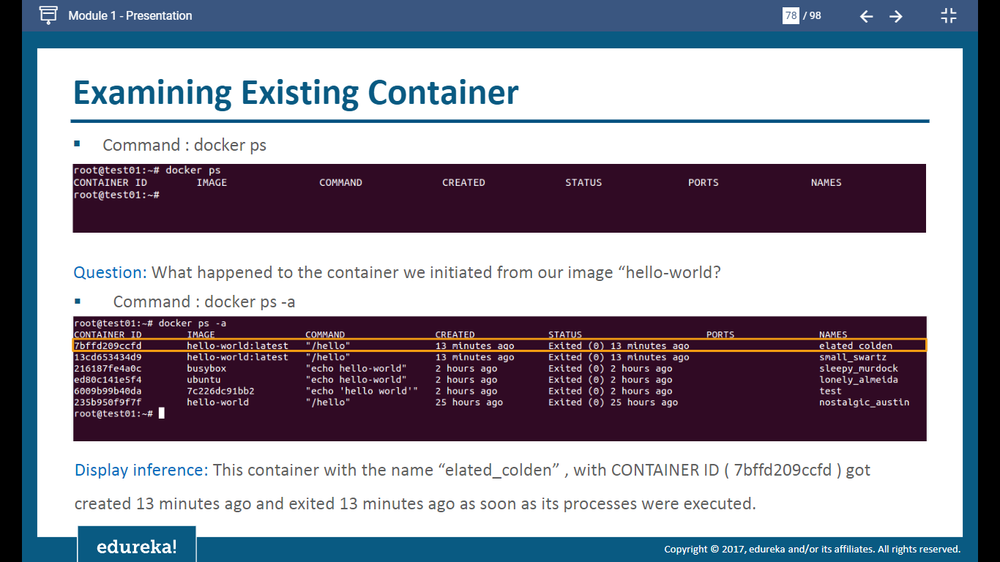 Module 1 - Presentation
78 / 98
Examining Existing Container
Command : docker ps
root@test01:~# docker ps
CONTAINER ID IMAGE COMMAND CREATED STATUS PORTS NAMES
root@test01:~#
Question: What happened to the container we initiated from our image “hello-world?
Command : docker ps -a
root@test01:~# docker ps -a
CONTAINER ID IMAGE COMMAND CREATED STATUS PORTS NAMES
7bffd209ccfd hello-world:latest "/hello" 13 minutes ago Exited (0) 13 minutes ago elated_colden
13cd653434d9 hello-world:latest "/hello" 13 minutes ago Exited (0) 13 minutes ago small_swartz
216187fe4a0c busybox "echo hello-world" 2 hours ago Exited (0) 2 hours ago sleepy_murdock
ed80c141e5f4 ubuntu "echo hello-world" 2 hours ago Exited (0) 2 hours ago lonely_almeida
6009b99b40da 7c226dc91bb2 "echo 'hello world'" 2 hours ago Exited (0) 2 hours ago test
235b950f9f7f hello-world "/hello" 25 hours ago Exited (0) 25 hours ago nostalgic_austin
root@test01:~#
Display inference: This container with the name “elated_colden” , with CONTAINER ID ( 7bffd209ccfd ) got
created 13 minutes ago and exited 13 minutes ago as soon as its processes were executed.
edureka!
Copyright © 2017, edureka and/or its affiliates. All rights reserved.